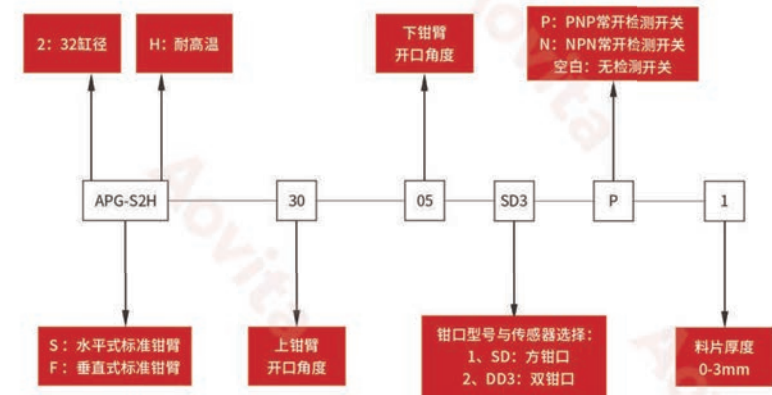 2：32缸径
H：耐高温
下钳臂
开口角度
P：PNP常开检测开关
N：NPN常开检测开关
空白：无检测开关
APG-S2H
30
05
SD3
P
1
S：水平式标准钳臂
F：垂直式标准钳臂
上钳臂
开口角度
钳口型号与传感器选择：
1、SD：方钳口
2、DD3：双钳口
料片厚度
0-3mm
Aovita
Aovita